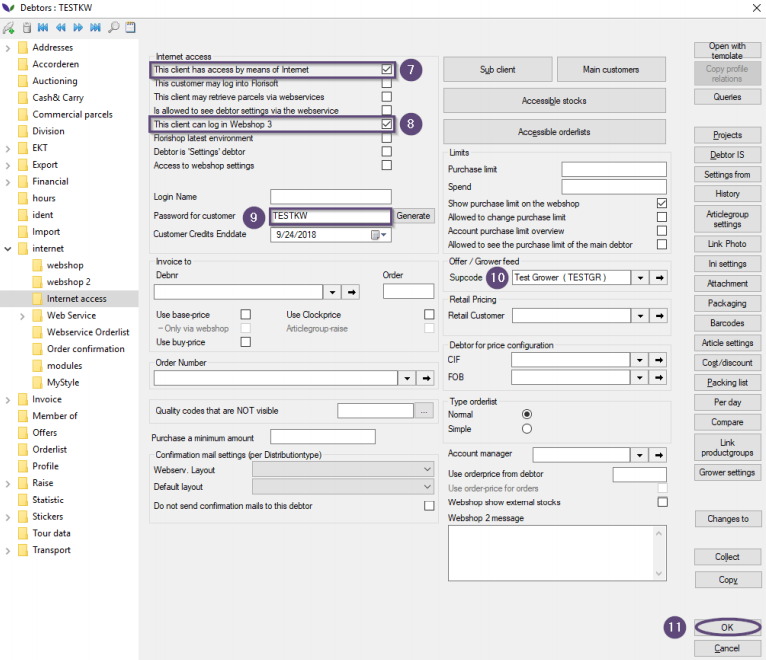 Debtors : TESTKW
Addresses
Accorderen
Auctioning
Cash& Carry
Commercial parcels
Division
EKT
Export
Financial
hours
ident
Import
internet
webshop
webshop 2
Internet access
Web Service
Webservice Orderlist
Order confirmation
modules
MyStyle
Invoice
Member of
Offers
Orderlist
Profile
Raise
Statistic
Stickers
Tour data
Transport
Internet access
This client has access by means of Internet 7
This customer may log into Florisoft
This client may retrieve parcels via webservices
Is allowed to see debtor settings via the webservice
This client can log in Webshop 3 8
Florishop latest environment
Debtor is 'Settings' debtor
Access to webshop settings
Login Name
Password for customer 9 TESTKW Generate
Customer Credits Enddate 9/24/2018
Invoice to
Debnr Order
Use base-price Use Clockprice
--Only via webshop Articlegroup-raise
Use buy-price
Order Number
Quality codes that are NOT visible ...
Purchase a minimum amount
Confirmation mail settings (per Distributiontype)
Webserv. Layout
Default layout
Do not send confirmation mails to this debtor
Sub client Main customers
Accessible stocks
Accessible orderlists
Limits
Purchase limit
Spend
Show purchase limit on the webshop
Allowed to change purchase limit
Account purchase limit overview
Allowed to see the purchase limit of the main debtor
Offer / Grower feed
Supcode 10 Test Grower ( TESTGR )
Retail Pricing
Retail Customer
Debtor for price configuration
CIF
FOB
Type orderlist
Normal
Simple
Account manager
Use orderprice from debtor
Use order-price for orders
Webshop show external stocks
Webshop 2 message
Open with
template
Copy profile
relations
Queries
Projects
Debtor IS
Settings from
History
Articlegroup
settings
Link Photo
Ini settings
Attachment
Packaging
Barcodes
Article settings
Cost/discount
Packing list
Per day
Compare
Link
productgroups
Grower settings
Changes to
Collect
Copy
11 OK
Cancel